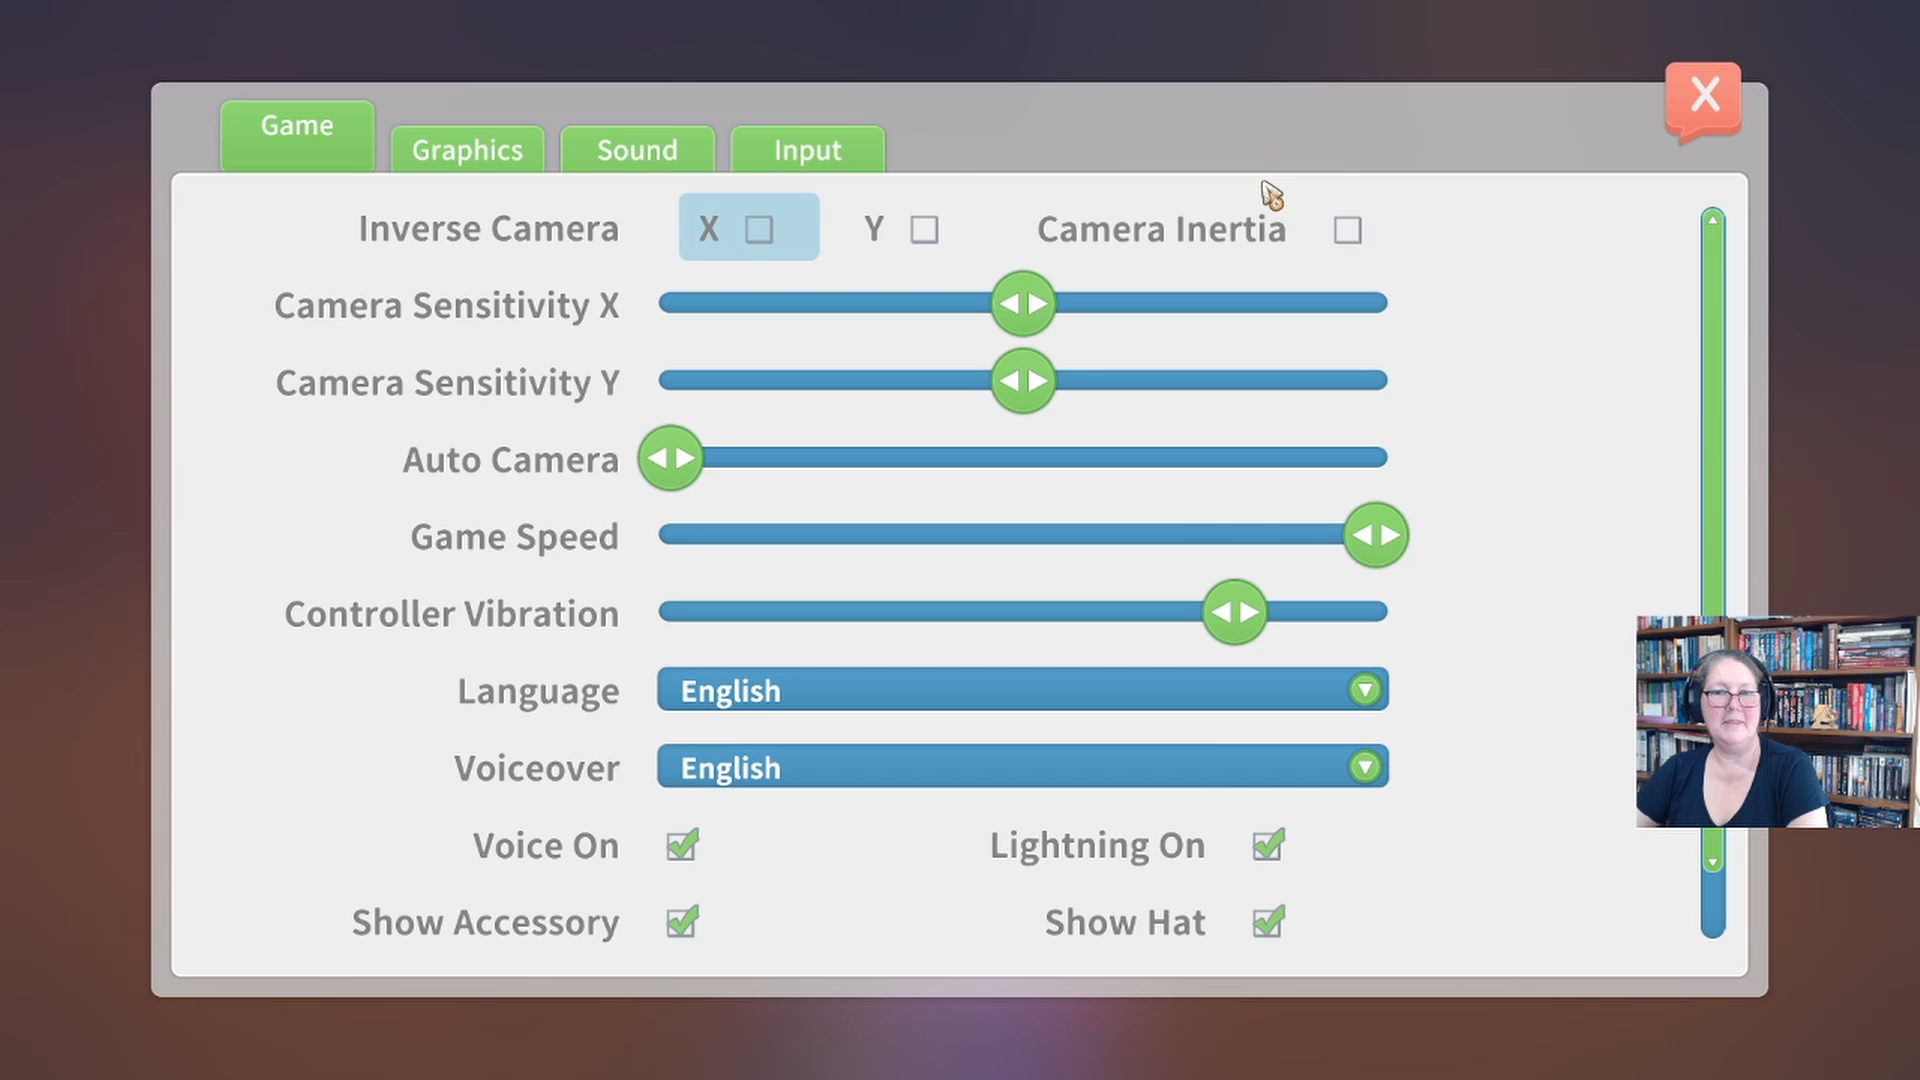 Game
Graphics
Sound
Input
X
Inverse Camera X Y Camera Inertia
Camera Sensitivity X
Camera Sensitivity Y
Auto Camera
Game Speed
Controller Vibration
Language English
Voiceover English
Voice On Lightning On
Show Accessory Show Hat